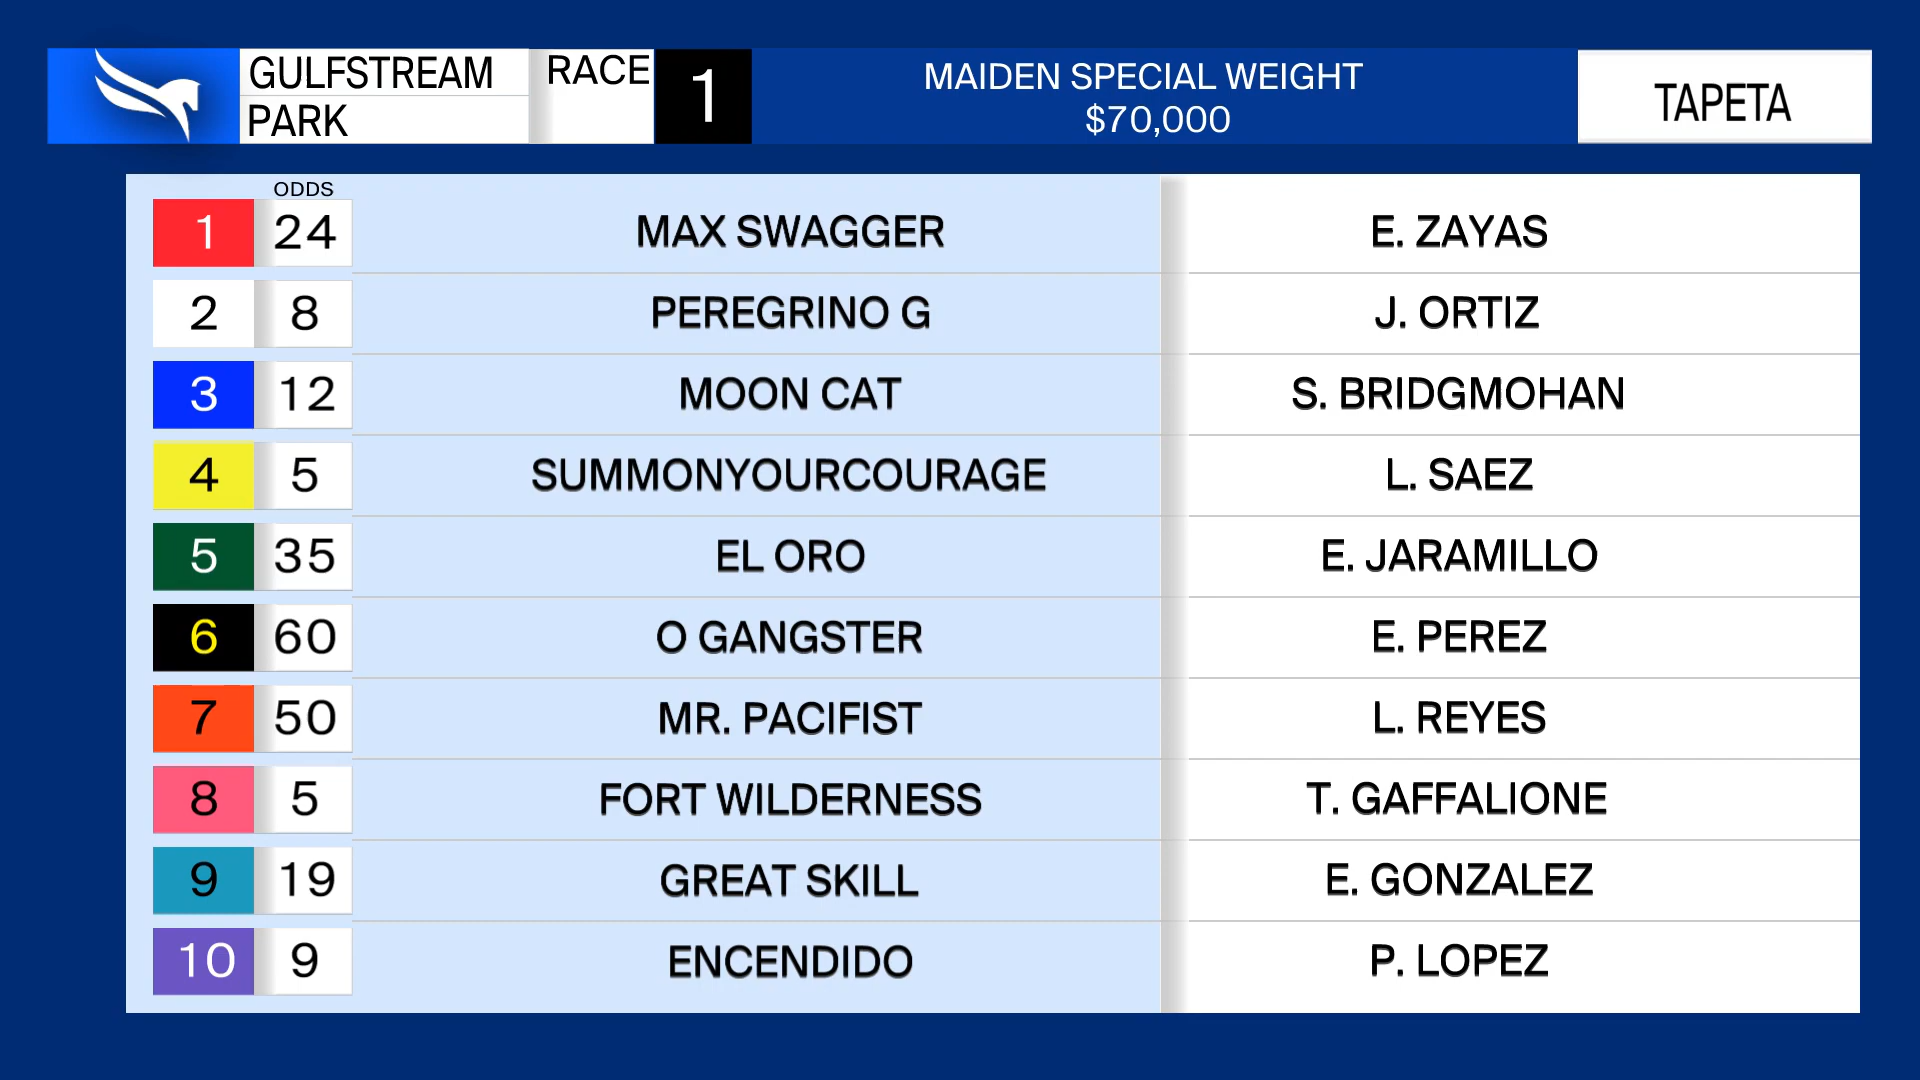 GULFSTREAM
PARK
RACE
1
MAIDEN SPECIAL WEIGHT
$70,000
TAPETA
ODDS
1 24 MAX SWAGGER E. ZAYAS
2 8 PEREGRINO G J. ORTIZ
3 12 MOON CAT S. BRIDGMOHAN
4 5 SUMMONYOURCOURAGE L. SAEZ
5 35 EL ORO E. JARAMILLO
6 60 O GANGSTER E. PEREZ
7 50 MR. PACIFIST L. REYES
8 5 FORT WILDERNESS T. GAFFALIONE
9 19 GREAT SKILL E. GONZALEZ
10 9 ENCENDIDO P. LOPEZ